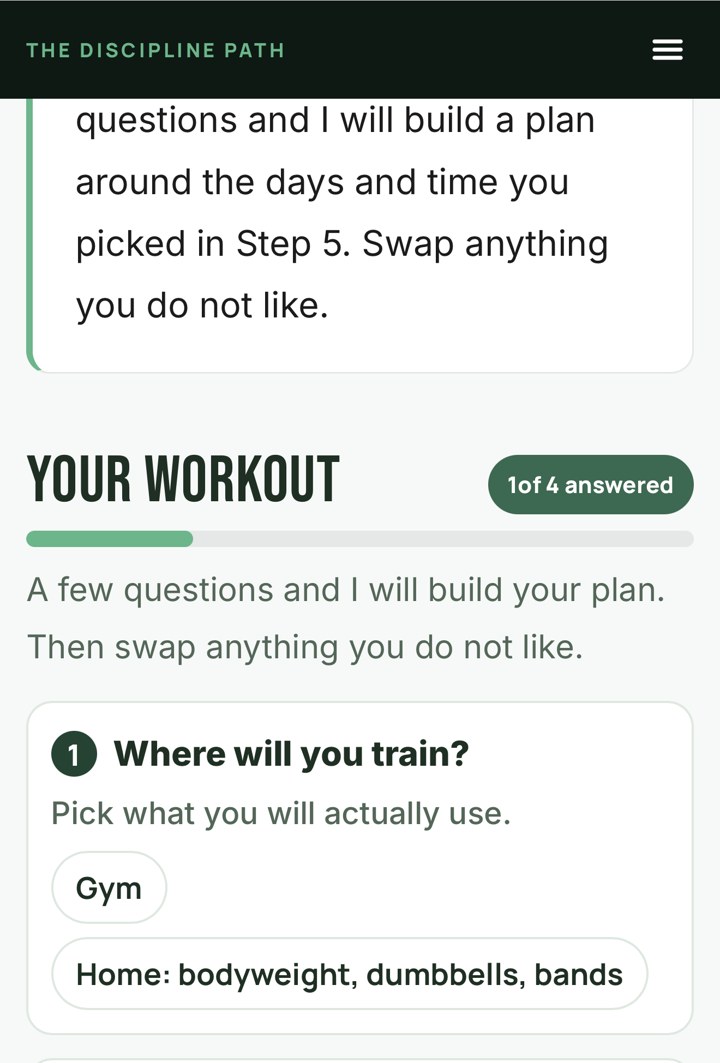 THE DISCIPLINE PATH
questions and I will build a plan
around the days and time you
picked in Step 5. Swap anything
you do not like.
YOUR WORKOUT
1of 4 answered
A few questions and I will build your plan.
Then swap anything you do not like.
1 Where will you train?
Pick what you will actually use.
Gym
Home: bodyweight, dumbbells, bands